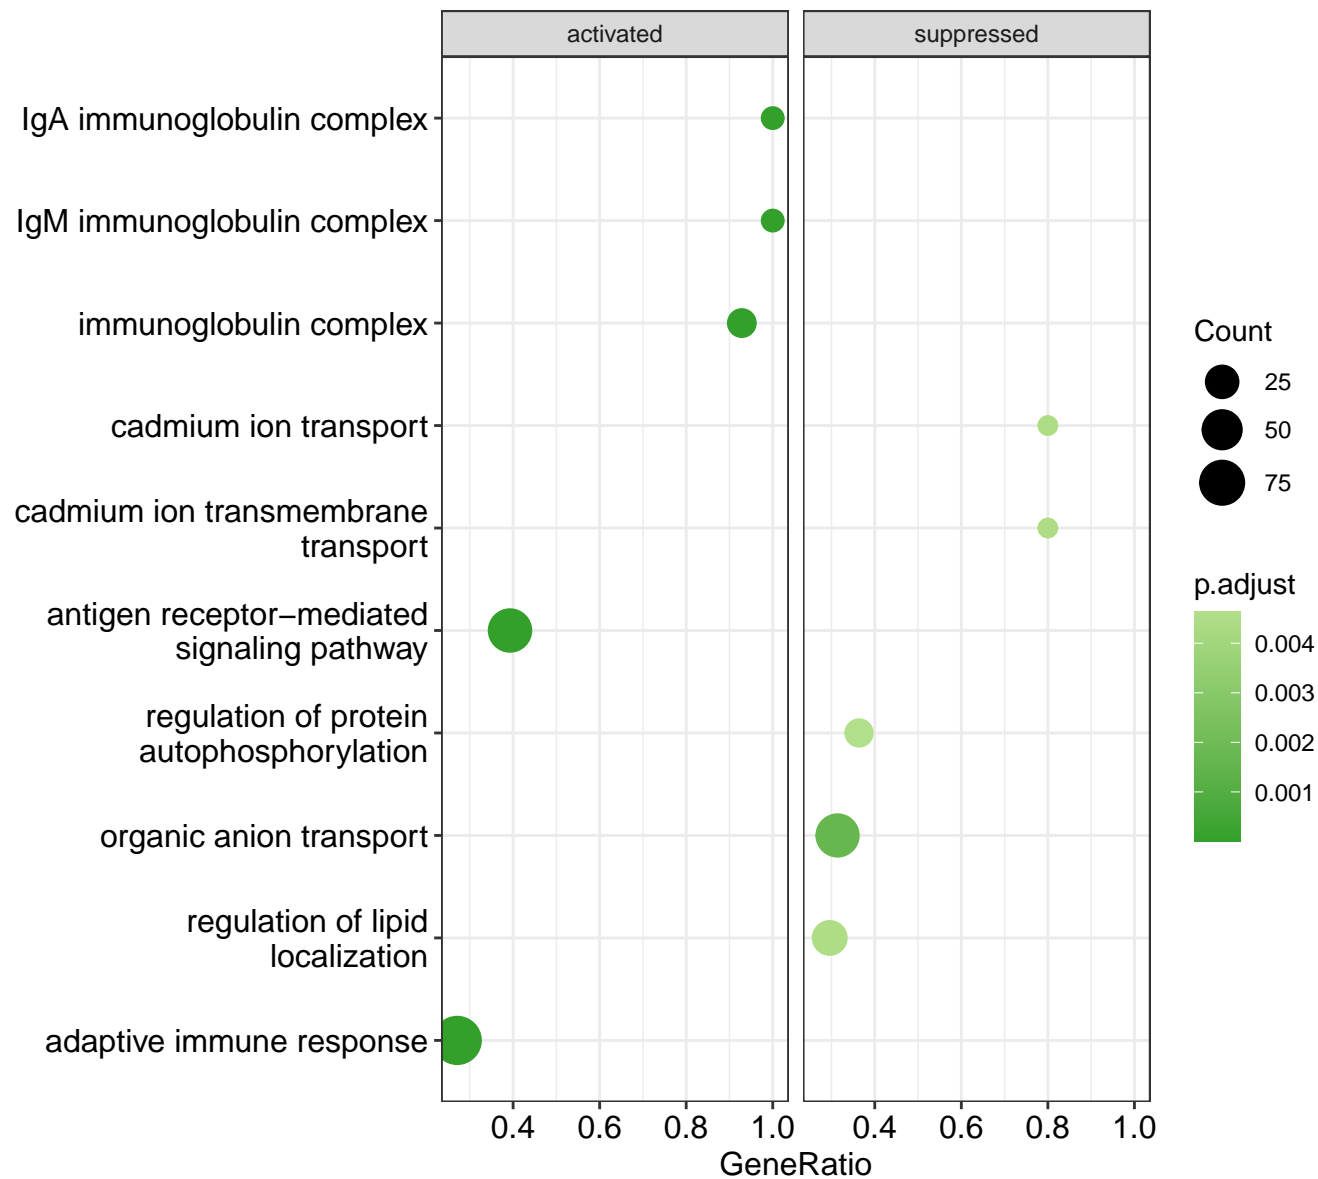 activated
suppressed
IgA immunoglobulin complex
IgM immunoglobulin complex
immunoglobulin complex
cadmium ion transport
cadmium ion transmembrane
transport
antigen receptor−mediated
signaling pathway
regulation of protein
autophosphorylation
organic anion transport
regulation of lipid
localization
adaptive immune response
0.4 0.6 0.8 1.0 0.4 0.6 0.8 1.0
GeneRatio
Count
25
50
75
p.adjust
0.004
0.003
0.002
0.001